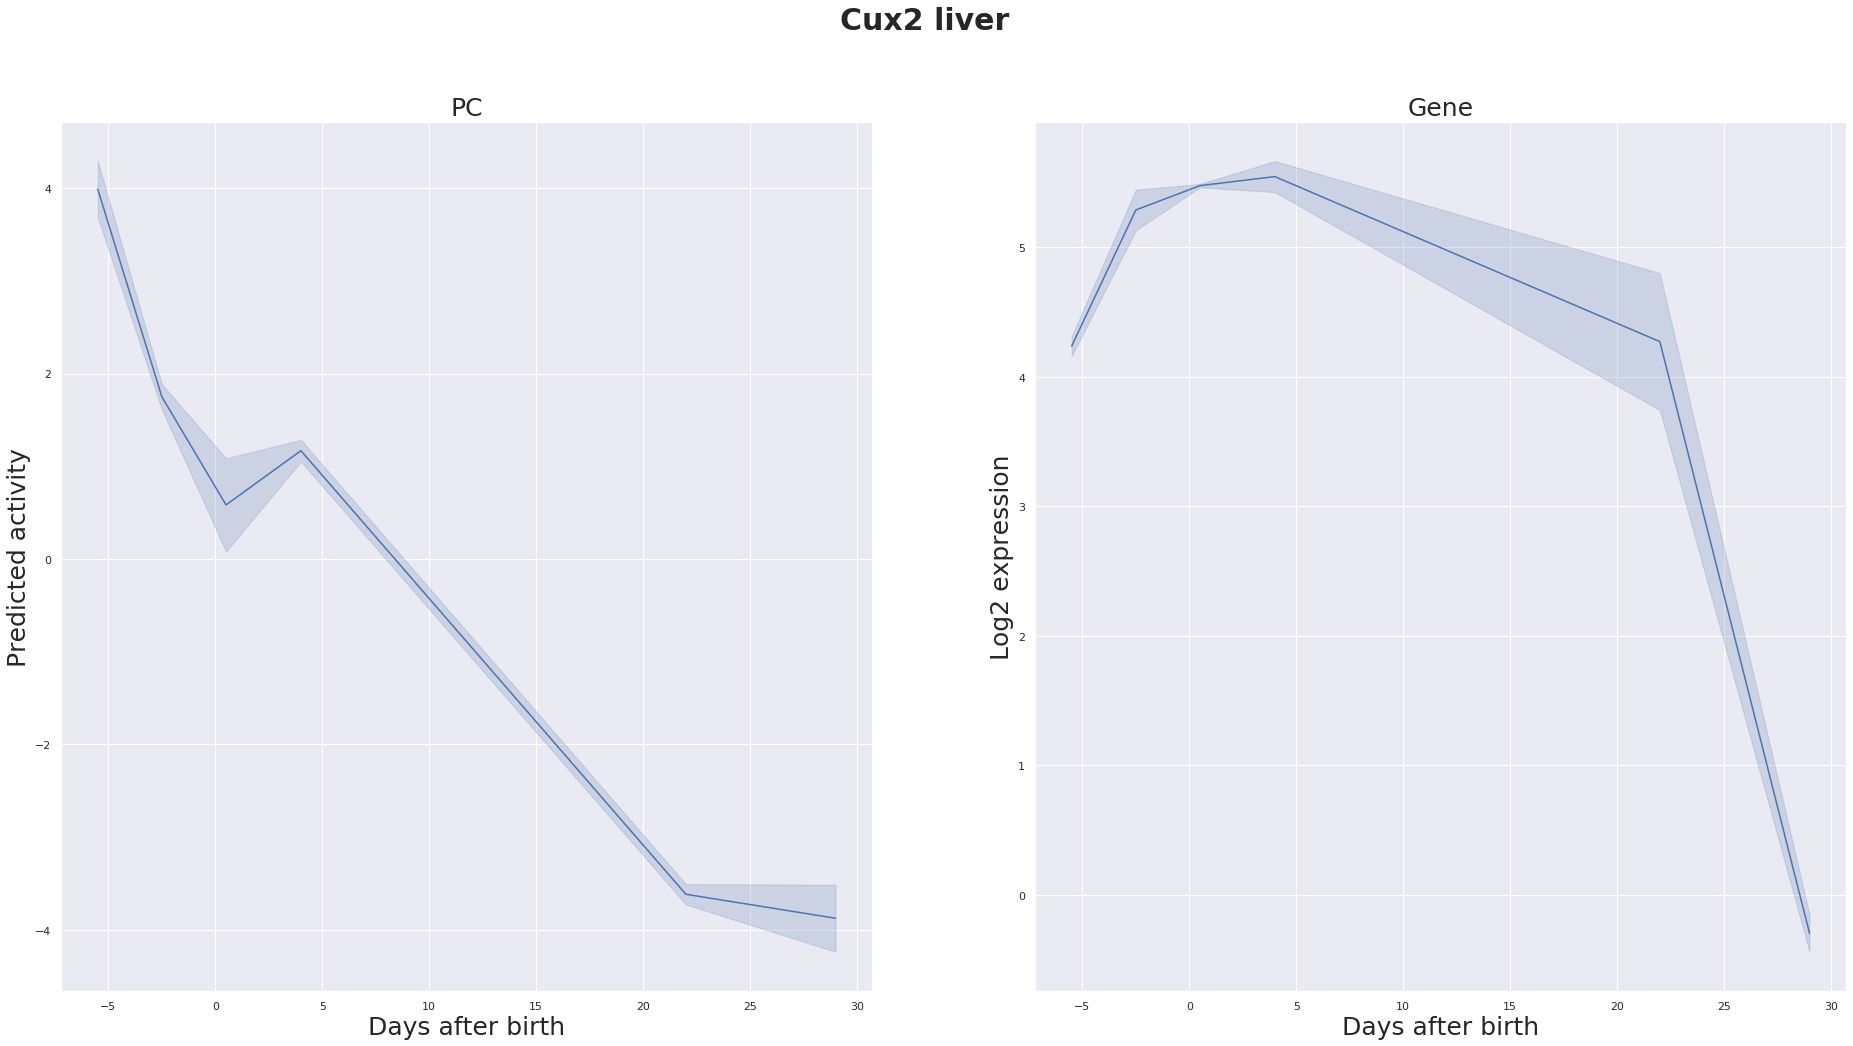 Cux2 liver
PC
Predicted activity
4
2
0
−2
−4
−5 0 5 10 15 20 25 30
Days after birth
Gene
Log2 expression
5
4
3
2
1
0
−5 0 5 10 15 20 25 30
Days after birth